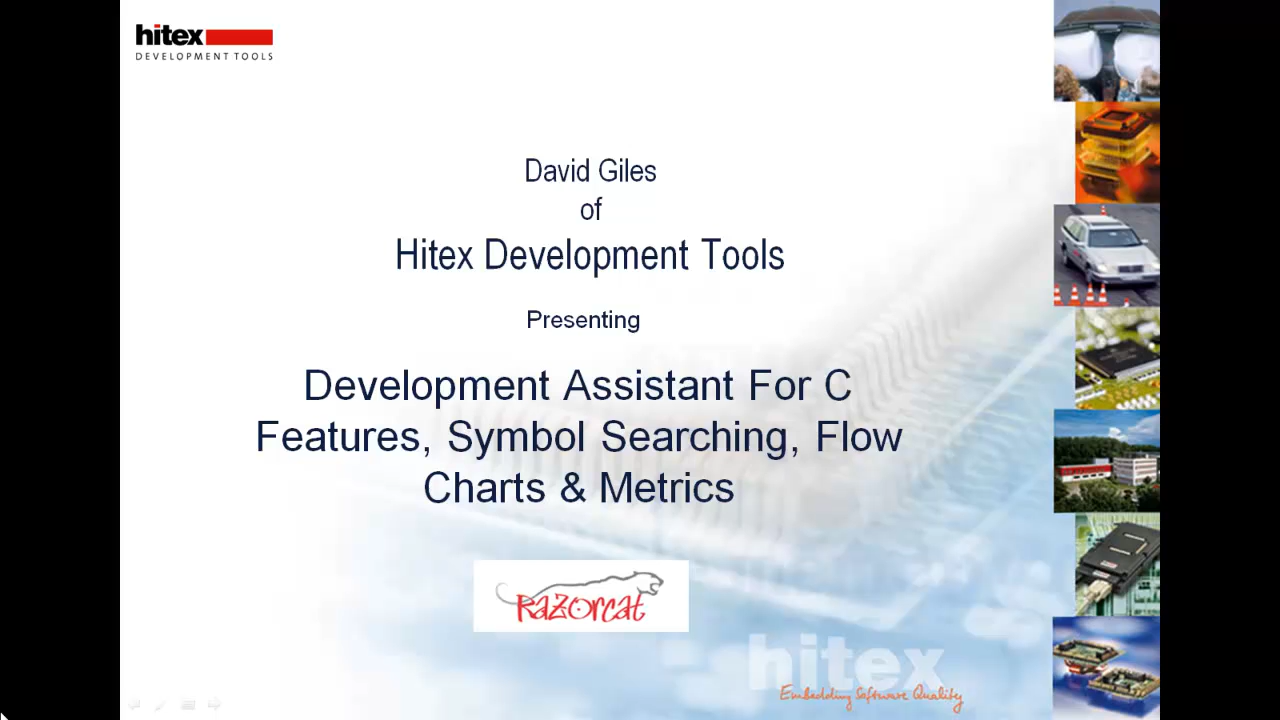 hitex
DEVELOPMENT TOOLS
David Giles
of
Hitex Development Tools
Presenting
Development Assistant For C
Features, Symbol Searching, Flow
Charts & Metrics
RaZorcat
hitex
Embedding Software Quality